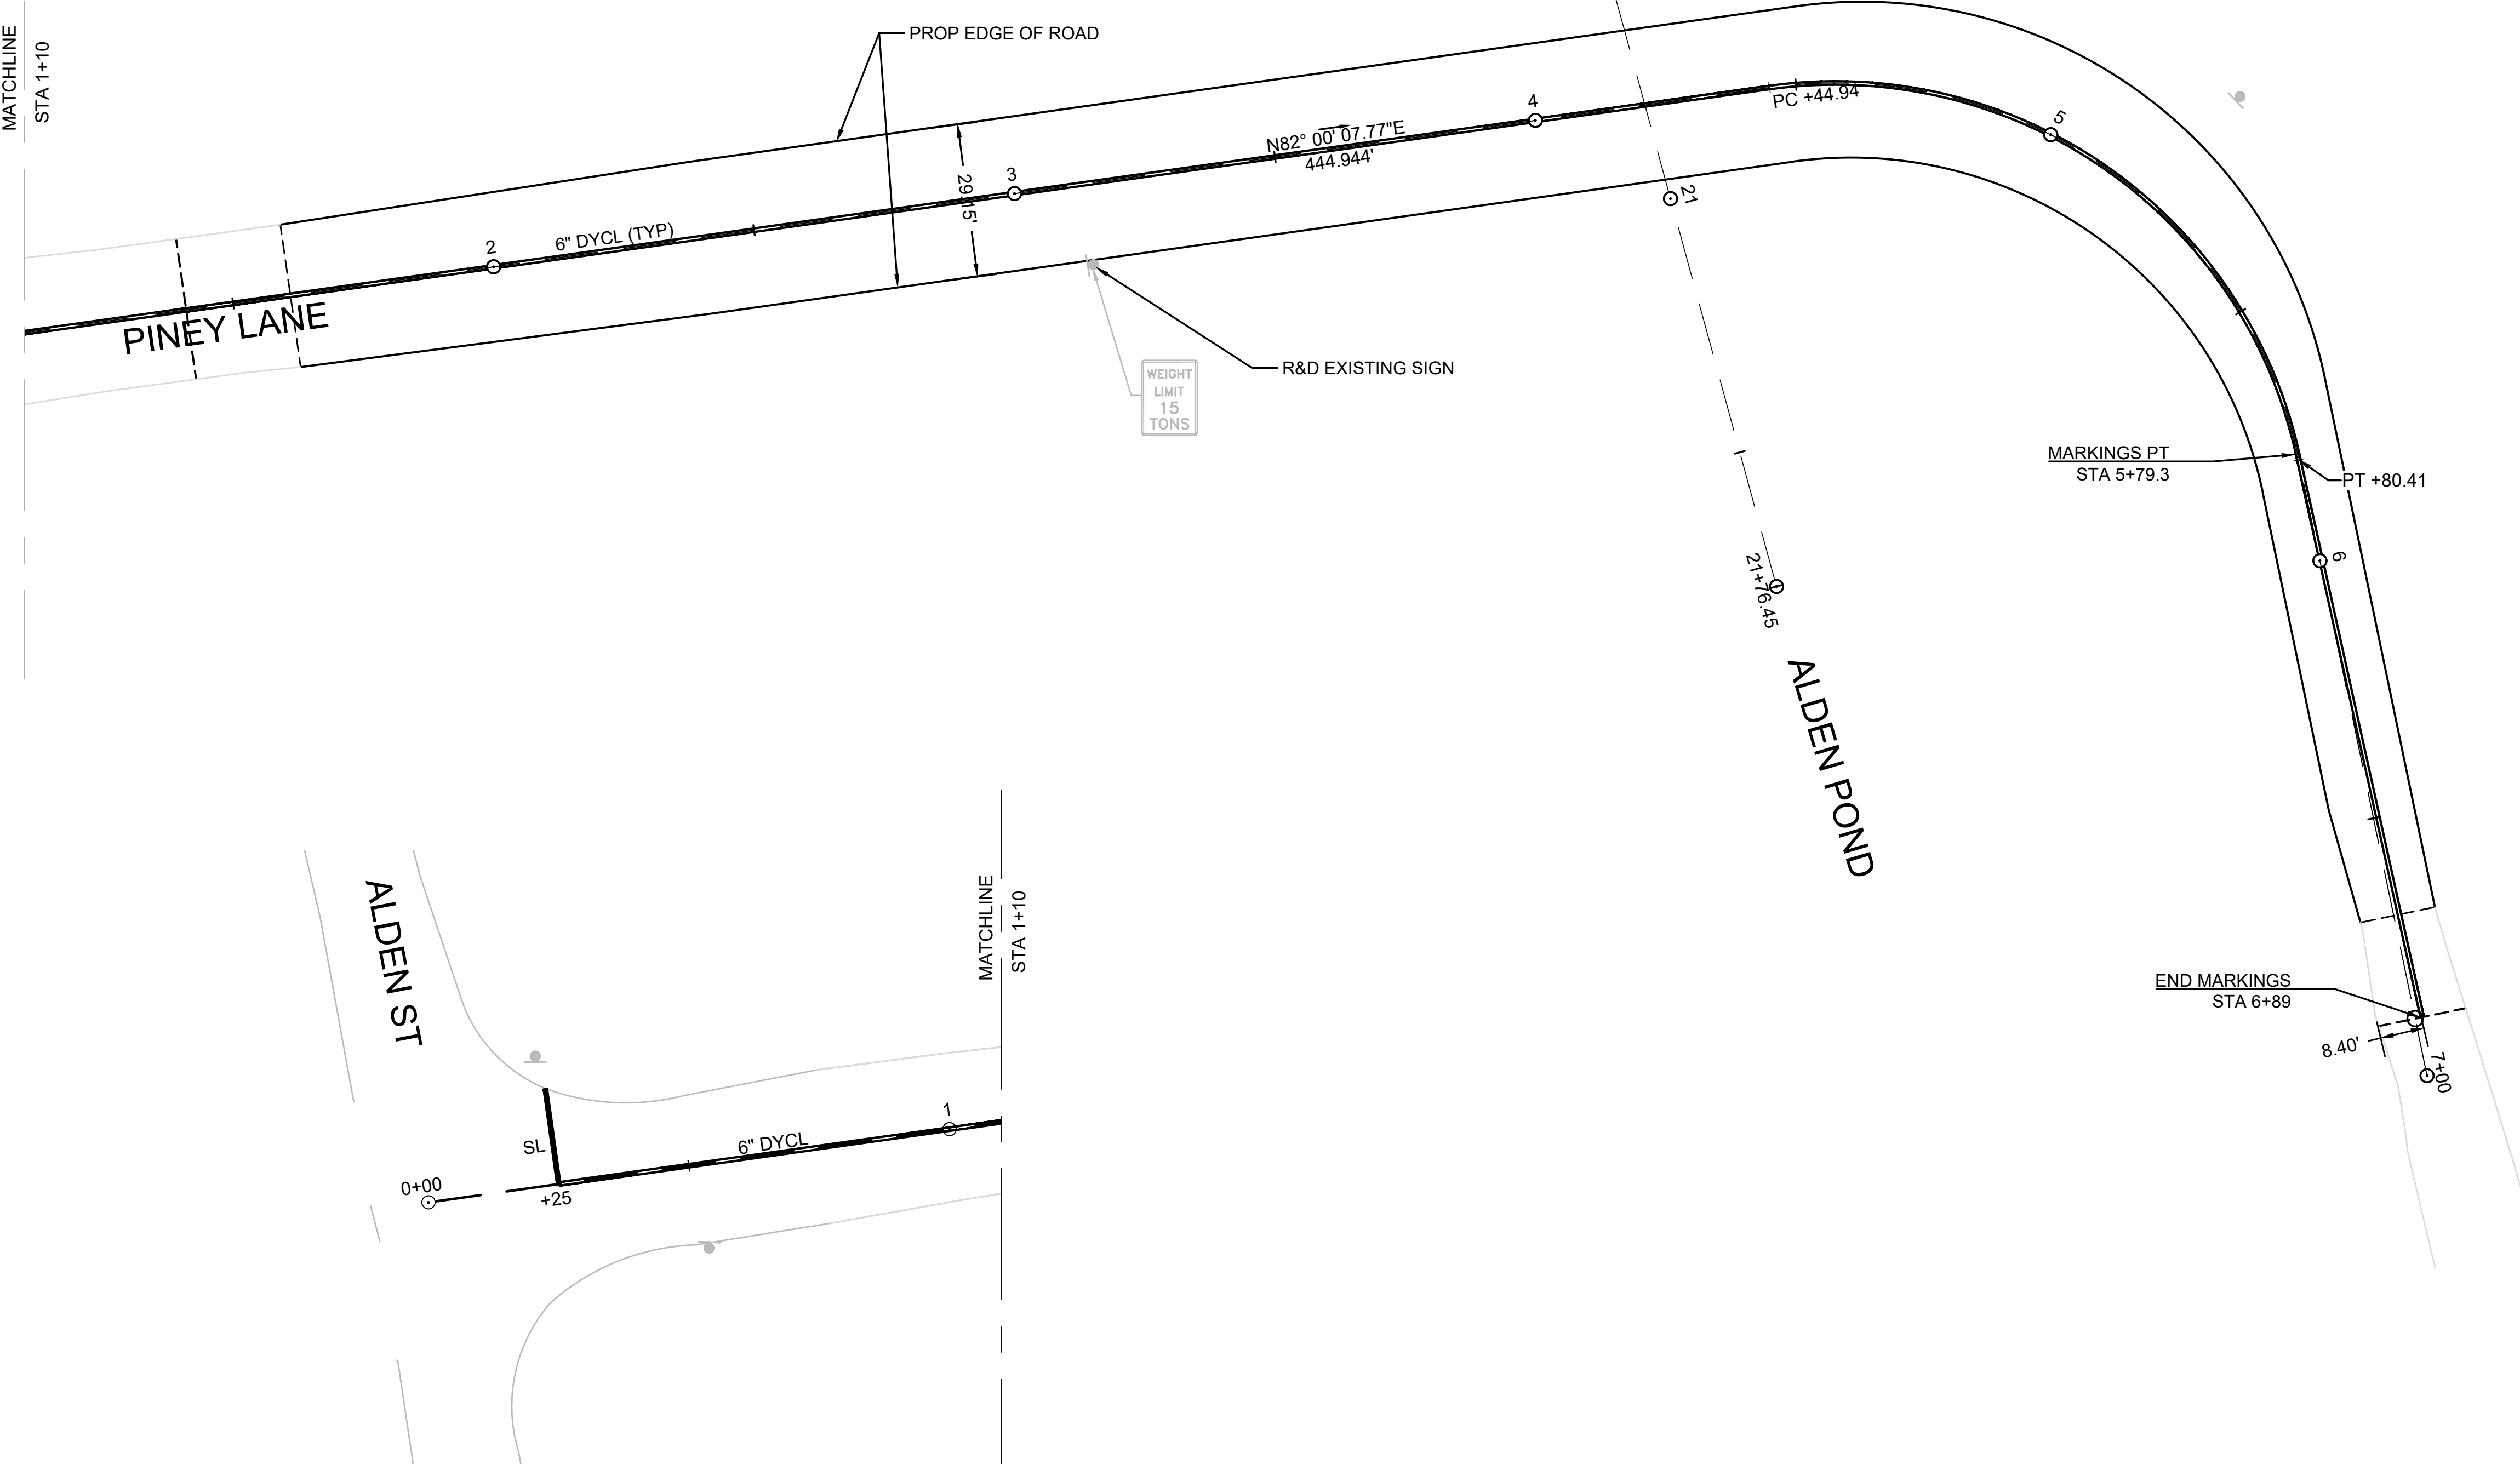 MATCHLINE
STA 1+10
PROP EDGE OF ROAD
PC +44.94
4
5
N82° 00' 07.77"E
444.944'
3
29.15'
21
2
6" DYCL (TYP)
PINEY LANE
R&D EXISTING SIGN
WEIGHT
LIMIT
15
TONS
MARKINGS PT
STA 5+79.3
PT +80.41
6
21+76.45
ALDEN POND
MATCHLINE
STA 1+10
ALDEN ST
END MARKINGS
STA 6+89
8.40'
7+00
1
6" DYCL
SL
0+00
+25